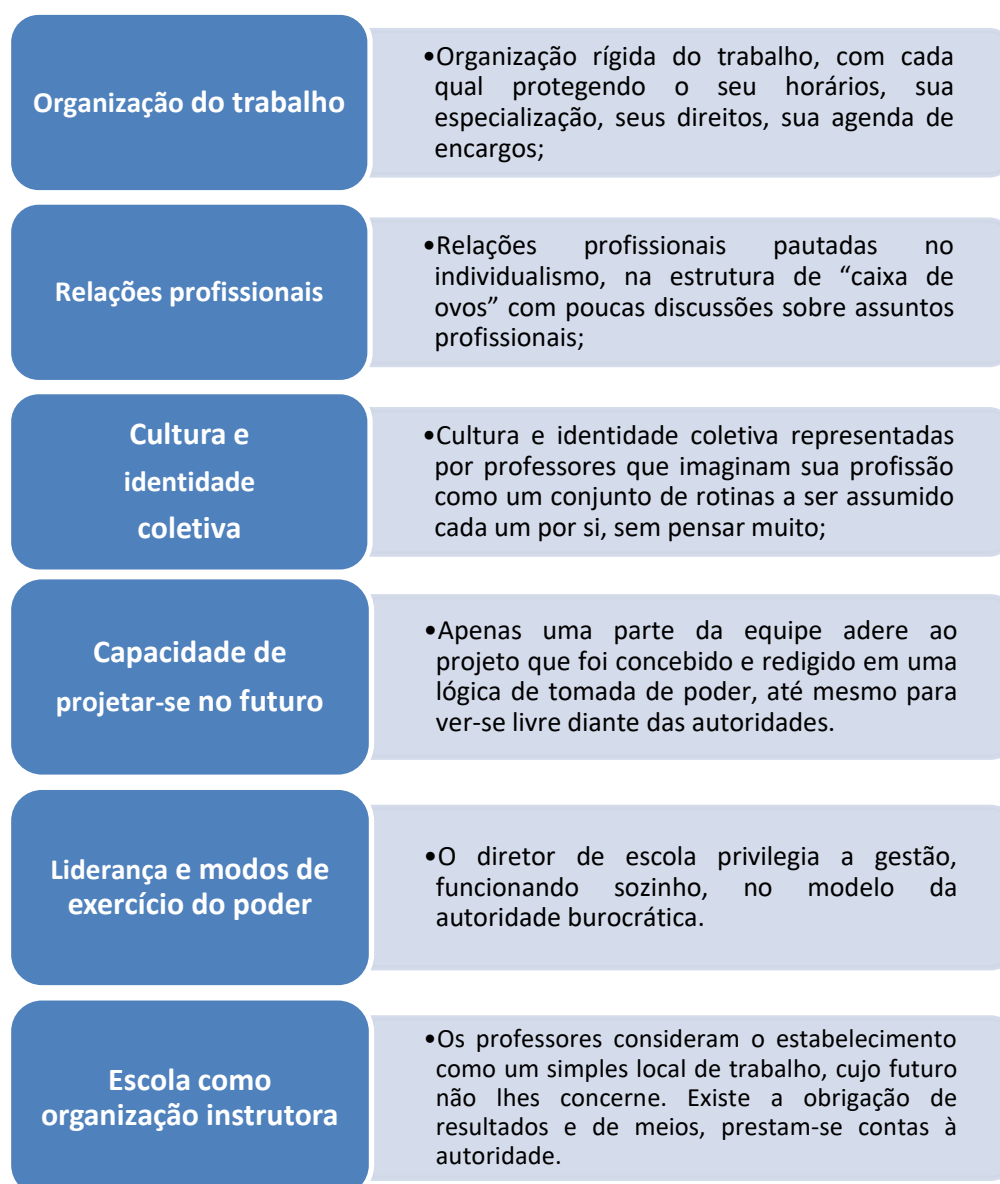 Organização do trabalho
•Organização rígida do trabalho, com cada
qual protegendo o seu horários, sua
especialização, seus direitos, sua agenda de
encargos;
Relações profissionais
•Relações profissionais pautadas no
individualismo, na estrutura de “caixa de
ovos” com poucas discussões sobre assuntos
profissionais;
Cultura e
identidade
coletiva
•Cultura e identidade coletiva representadas
por professores que imaginam sua profissão
como um conjunto de rotinas a ser assumido
cada um por si, sem pensar muito;
Capacidade de
projetar-se no futuro
•Apenas uma parte da equipe adere ao
projeto que foi concebido e redigido em uma
lógica de tomada de poder, até mesmo para
ver-se livre diante das autoridades.
Liderança e modos de
exercício do poder
•O diretor de escola privilegia a gestão,
funcionando sozinho, no modelo da
autoridade burocrática.
Escola como
organização instrutora
•Os professores consideram o estabelecimento
como um simples local de trabalho, cujo futuro
não lhes concerne. Existe a obrigação de
resultados e de meios, prestam-se contas à
autoridade.